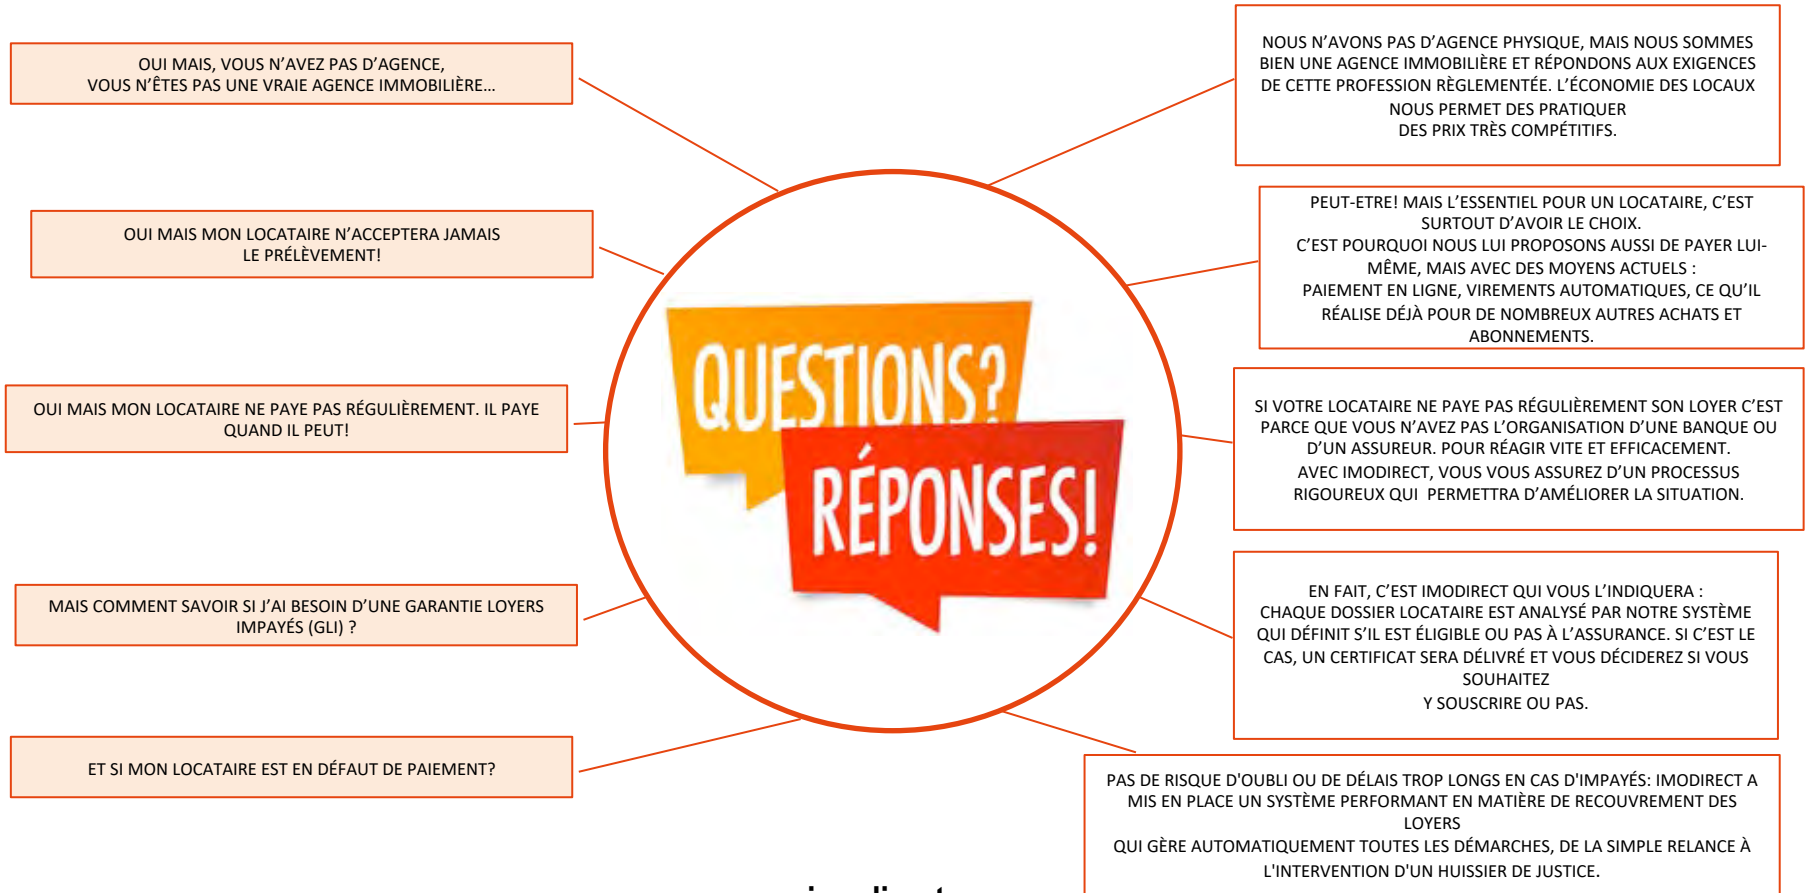 OUI MAIS, VOUS N'AVEZ PAS D'AGENCE,
VOUS N'ÊTES PAS UNE VRAIE AGENCE IMMOBILIÈRE…
NOUS N'AVONS PAS D'AGENCE PHYSIQUE, MAIS NOUS SOMMES
BIEN UNE AGENCE IMMOBILIÈRE ET RÉPONDONS AUX EXIGENCES
DE CETTE PROFESSION RÈGLEMENTÉE. L'ÉCONOMIE DES LOCAUX
NOUS PERMET DES PRATIQUER
DES PRIX TRÈS COMPÉTITIFS.
OUI MAIS MON LOCATAIRE N'ACCEPTERA JAMAIS
LE PRÉLÈVEMENT!
PEUT-ETRE! MAIS L'ESSENTIEL POUR UN LOCATAIRE, C'EST
SURTOUT D'AVOIR LE CHOIX.
C'EST POURQUOI NOUS LUI PROPOSONS AUSSI DE PAYER LUI-
MÊME, MAIS AVEC DES MOYENS ACTUELS :
PAIEMENT EN LIGNE, VIREMENTS AUTOMATIQUES, CE QU'IL
RÉALISE DÉJÀ POUR DE NOMBREUX AUTRES ACHATS ET
ABONNEMENTS.
QUESTIONS?
RÉPONSES!
OUI MAIS MON LOCATAIRE NE PAYE PAS RÉGULIÈREMENT. IL PAYE
QUAND IL PEUT!
SI VOTRE LOCATAIRE NE PAYE PAS RÉGULIÈREMENT SON LOYER C'EST
PARCE QUE VOUS N'AVEZ PAS L'ORGANISATION D'UNE BANQUE OU
D'UN ASSUREUR. POUR RÉAGIR VITE ET EFFICACEMENT.
AVEC IMODIRECT, VOUS VOUS ASSUREZ D'UN PROCESSUS
RIGOUREUX QUI PERMETTRA D'AMÉLIORER LA SITUATION.
MAIS COMMENT SAVOIR SI J'AI BESOIN D'UNE GARANTIE LOYERS
IMPAYÉS (GLI) ?
EN FAIT, C'EST IMODIRECT QUI VOUS L'INDIQUERA :
CHAQUE DOSSIER LOCATAIRE EST ANALYSÉ PAR NOTRE SYSTÈME
QUI DÉFINIT S'IL EST ÉLIGIBLE OU PAS À L'ASSURANCE. SI C'EST LE
CAS, UN CERTIFICAT SERA DÉLIVRÉ ET VOUS DÉCIDEREZ SI VOUS
SOUHAITEZ
Y SOUSCRIRE OU PAS.
ET SI MON LOCATAIRE EST EN DÉFAUT DE PAIEMENT?
PAS DE RISQUE D'OUBLI OU DE DÉLAIS TROP LONGS EN CAS D'IMPAYÉS: IMODIRECT A
MIS EN PLACE UN SYSTÈME PERFORMANT EN MATIÈRE DE RECOUVREMENT DES
LOYERS
QUI GÈRE AUTOMATIQUEMENT TOUTES LES DÉMARCHES, DE LA SIMPLE RELANCE À
L'INTERVENTION D'UN HUISSIER DE JUSTICE.